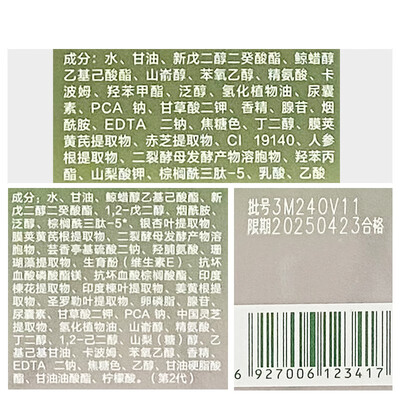 成分：水、甘油、新戊二醇二癸酸酯、鲸蜡醇
乙基己酸酯、山嵛醇、苯氧乙醇、精氨酸、卡
波姆、羟苯甲酯、泛醇、氢化植物油、尿囊
素、PCA 钠、甘草酸二钾、香精、腺苷、烟
酰胺、EDTA 二钠、焦糖色、丁二醇、膜荚
黄芪提取物、赤芝提取物、CI 19140、人参
根提取物、二裂酵母发酵产物溶胞物、羟苯丙
酯、山梨酸钾、棕榈酰三肽-5、乳酸、乙酸
成分：水、甘油、鲸蜡醇乙基己酸酯、新
戊二醇二癸酸酯、1,2-戊二醇、烟酰胺、
泛醇、棕榈酰三肽-5*、银杏叶提取物、
膜荚黄芪根提取物、二裂酵母发酵产物溶
胞物、芸香苷基硫酸二钠、羟脯氨酸、珊
瑚藻提取物、生育酚（维生素E）、抗坏
血酸磷酸酯镁、抗坏血酸棕榈酸酯、印度
楝花提取物、印度楝叶提取物、姜黄根提
取物、圣罗勒叶提取物、卵磷脂、腺苷、
尿囊素、甘草酸二钾、PCA 钠、中国灵芝
提取物、氢化植物油、山嵛醇、精氨酸、
丁二醇、1,2-己二醇、山梨（糖）醇、乙
基己基甘油、卡波姆、苯氧乙醇、香精、
EDTA 二钠、焦糖色、乙醇、甘油硬脂酸
酯、甘油油酸酯、柠檬酸。（第2代）
批号3M240V11
限期20250423合格
6 927006 123417